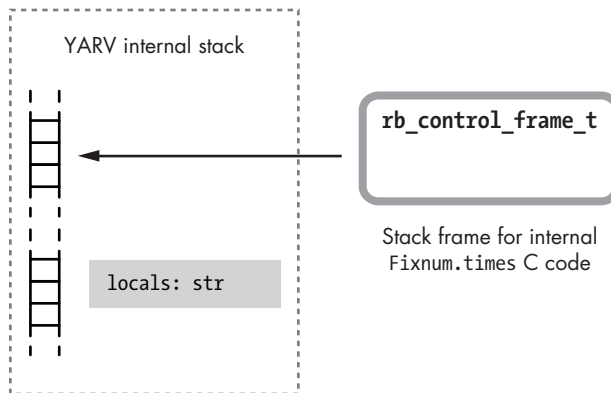 YARV internal stack
rb_control_frame_t
Stack frame for internal
Fixnum.times C code
locals: str